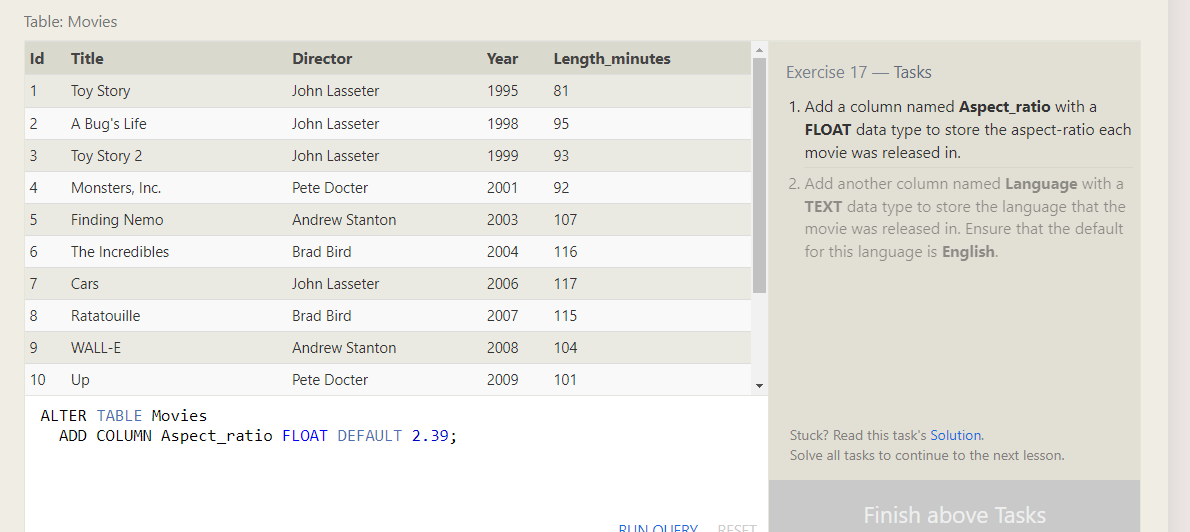 Table: Movies
Id Title Director Year Length_minutes
1 Toy Story John Lasseter 1995 81
2 A Bug's Life John Lasseter 1998 95
3 Toy Story 2 John Lasseter 1999 93
4 Monsters, Inc. Pete Docter 2001 92
5 Finding Nemo Andrew Stanton 2003 107
6 The Incredibles Brad Bird 2004 116
7 Cars John Lasseter 2006 117
8 Ratatouille Brad Bird 2007 115
9 WALL-E Andrew Stanton 2008 104
10 Up Pete Docter 2009 101
ALTER TABLE Movies
ADD COLUMN Aspect_ratio FLOAT DEFAULT 2.39;
RUN QUERY RESET
Exercise 17 — Tasks
1. Add a column named Aspect_ratio with a
FLOAT data type to store the aspect-ratio each
movie was released in.
2. Add another column named Language with a
TEXT data type to store the language that the
movie was released in. Ensure that the default
for this language is English.
Stuck? Read this task's Solution.
Solve all tasks to continue to the next lesson.
Finish above Tasks